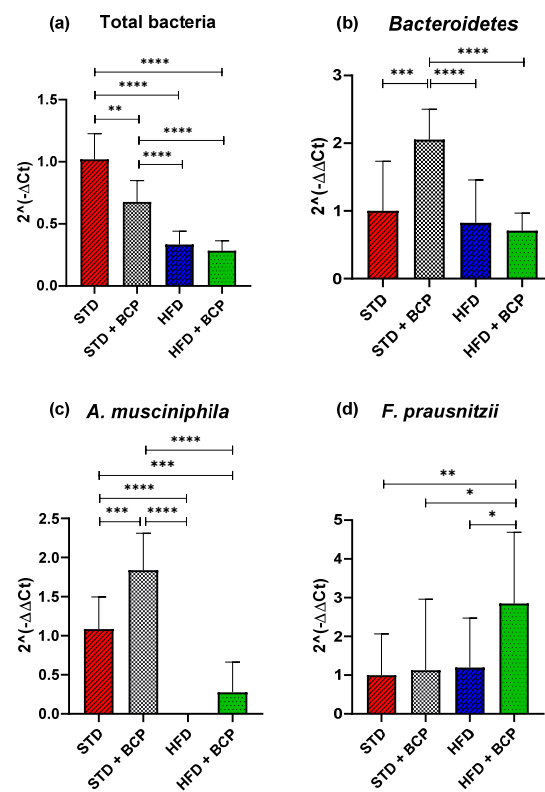 (a) Total bacteria
****
****
**
****
****
2^(-ΔCt)
1.5
1.0
0.5
0.0
STD
STD + BCP
HFD
HFD + BCP
(b) Bacteroidetes
****
***
****
2^(-ΔΔCt)
3
2
1
0
STD
STD + BCP
HFD
HFD + BCP
(c) A. musciniphila
****
***
****
***
****
2^(-ΔΔCt)
2.5
2.0
1.5
1.0
0.5
0.0
STD
STD + BCP
HFD
HFD + BCP
(d) F. prausnitzii
**
*
*
2^(-ΔΔCt)
5
4
3
2
1
0
STD
STD + BCP
HFD
HFD + BCP